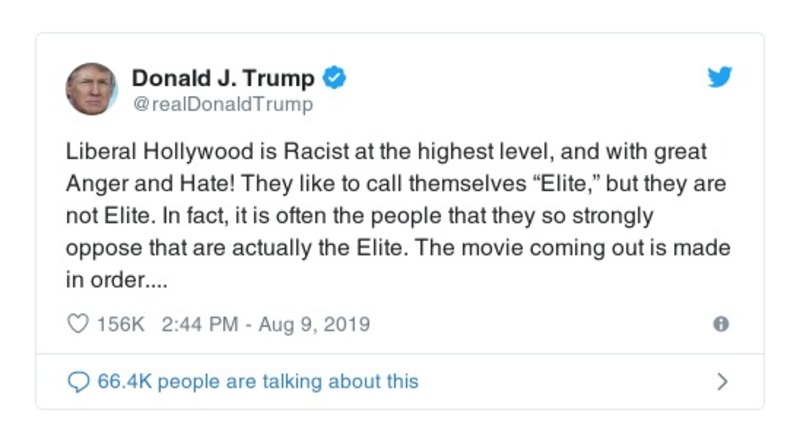 Donald J. Trump
@realDonaldTrump
Liberal Hollywood is Racist at the highest level, and with great
Anger and Hate! They like to call themselves “Elite,” but they are
not Elite. In fact, it is often the people that they so strongly
oppose that are actually the Elite. The movie coming out is made
in order....
156K 2:44 PM - Aug 9, 2019
66.4K people are talking about this